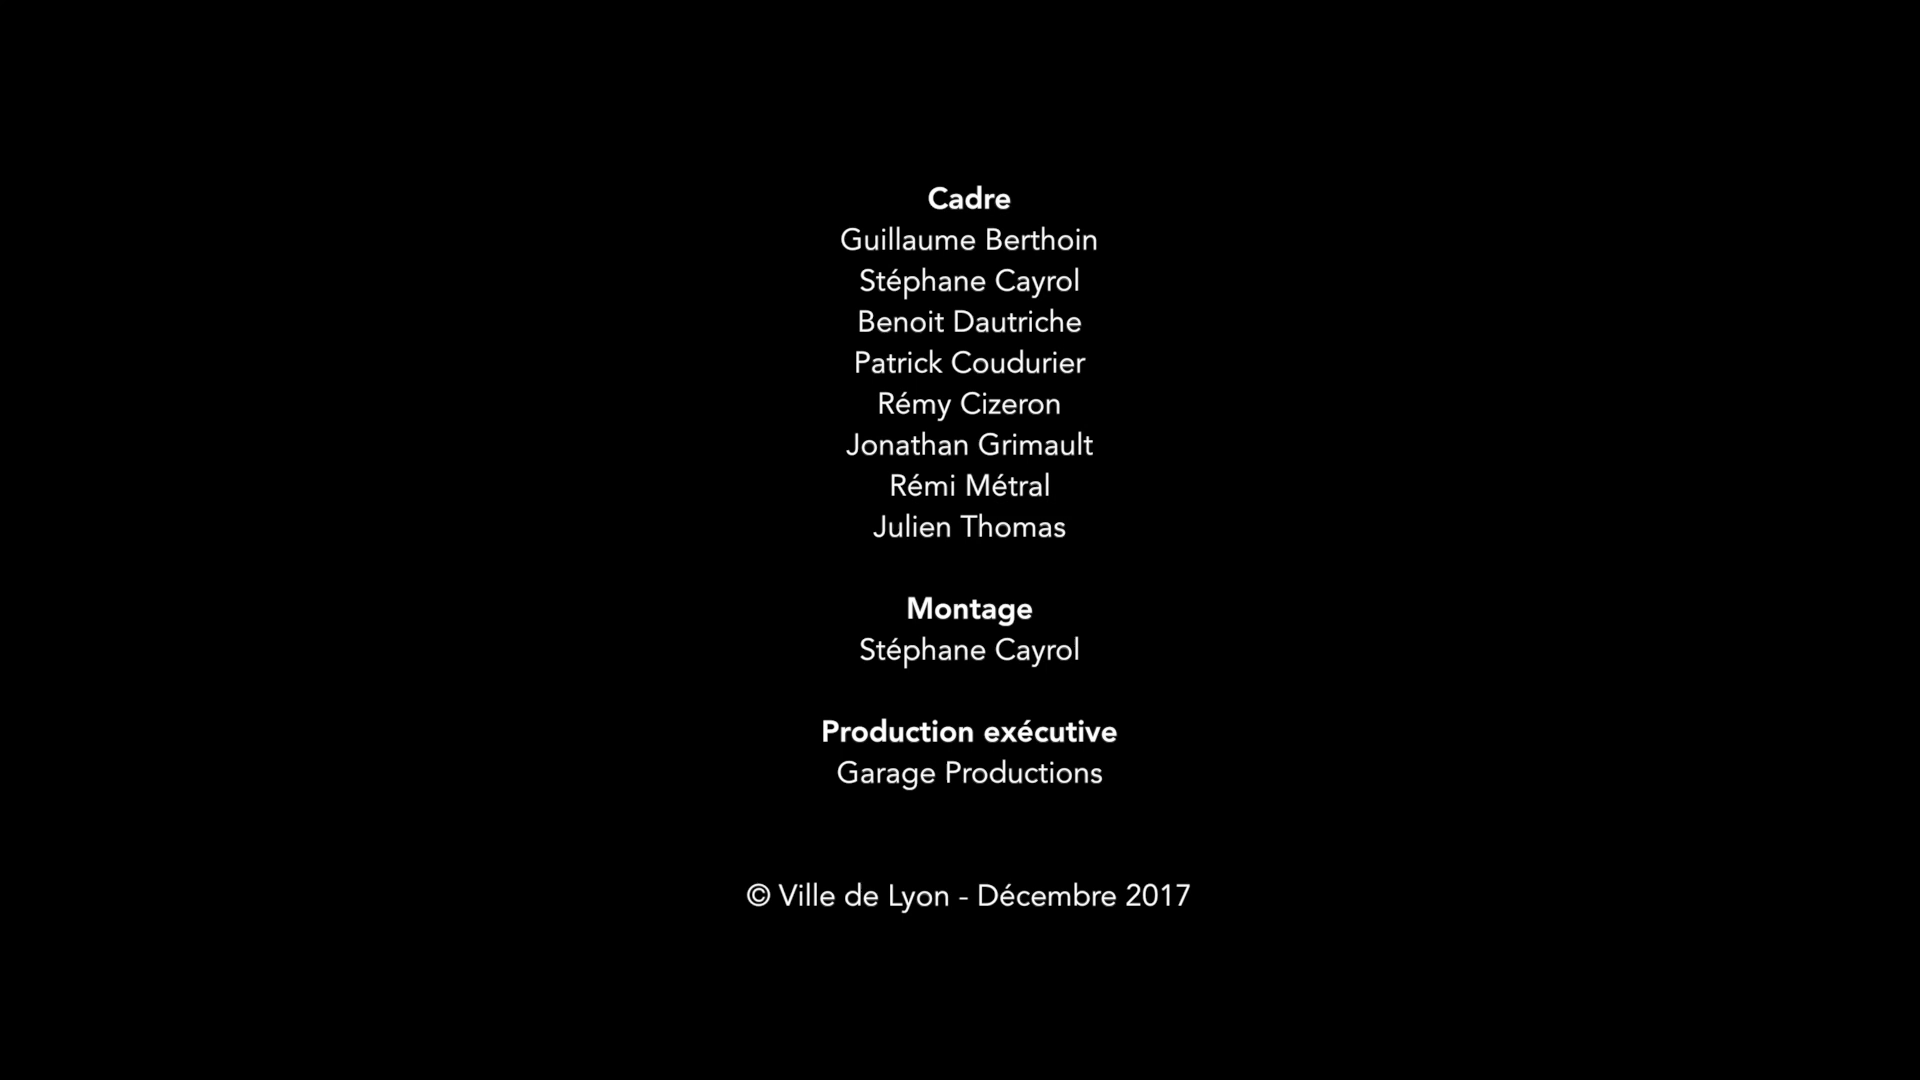 Cadre
Guillaume Berthoin
Stéphane Cayrol
Benoit Dautriche
Patrick Coudurier
Rémy Cizeron
Jonathan Grimault
Rémi Métral
Julien Thomas
Montage
Stéphane Cayrol
Production exécutive
Garage Productions
© Ville de Lyon - Décembre 2017